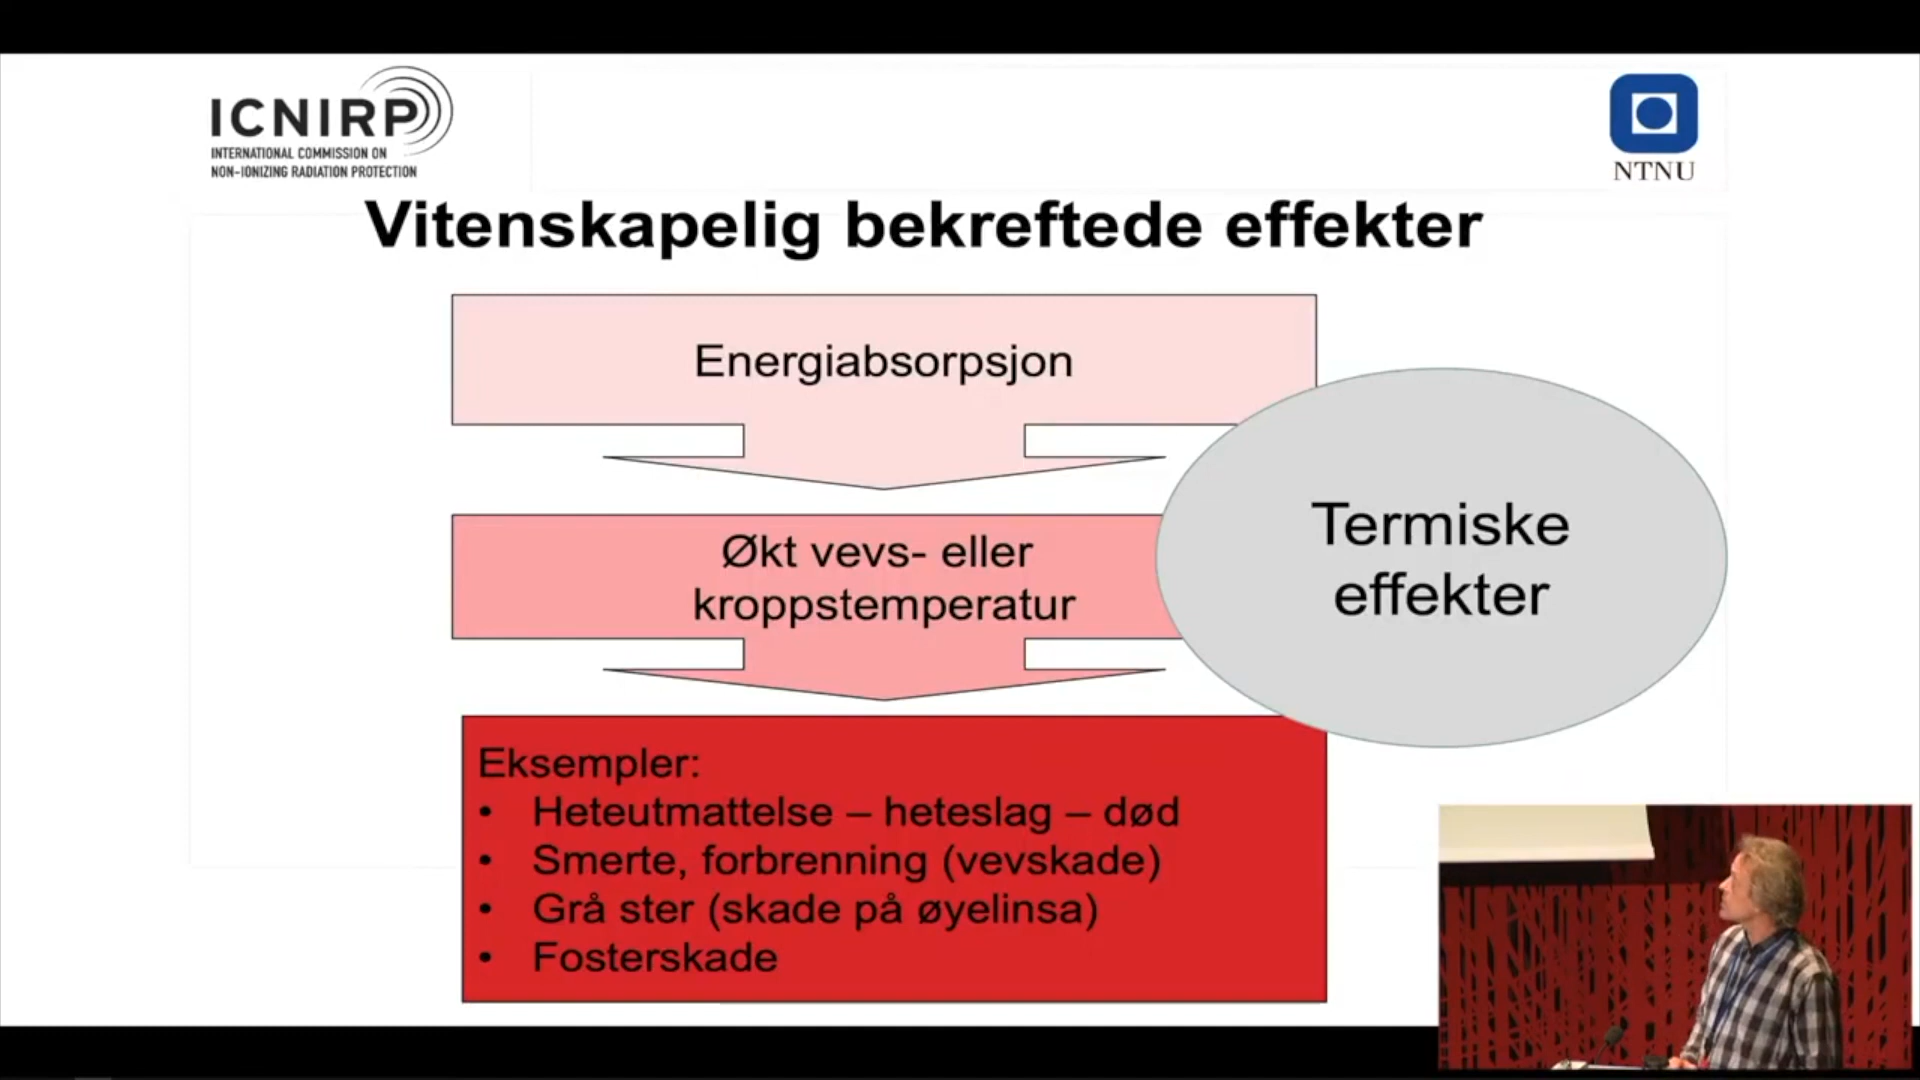 ICNIRP
INTERNATIONAL COMMISSION ON
NON-IONIZING RADIATION PROTECTION
NTNU
Vitenskapelig bekreftede effekter
Energiabsorpsjon
Økt vevs- eller
kroppstemperatur
Termiske
effekter
Eksempler:
• Heteutmattelse – heteslag – død
• Smerte, forbrenning (vevskade)
• Grå ster (skade på øyelinsa)
• Fosterskade